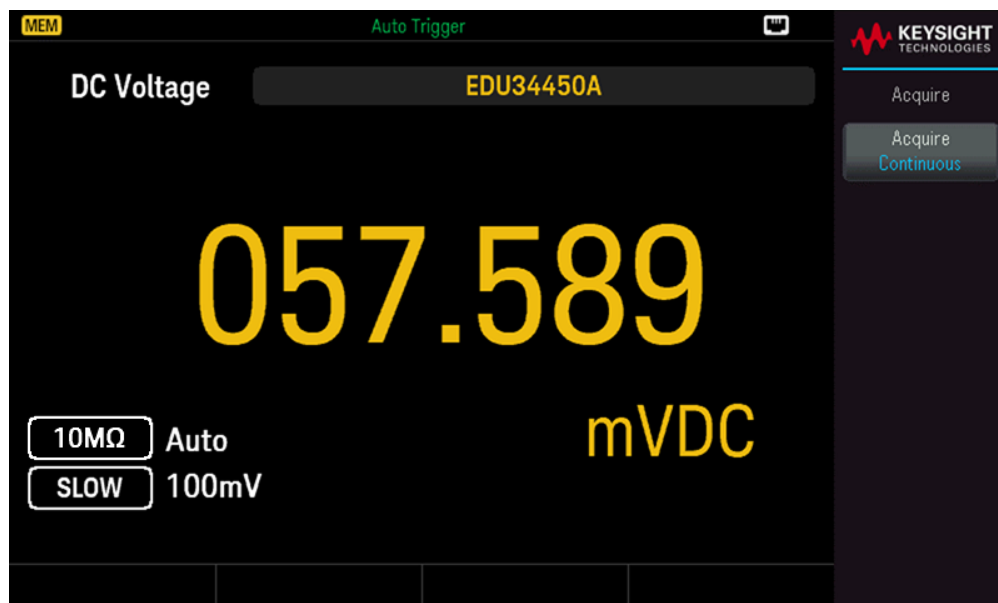 MEM
Auto Trigger
KEYSIGHT
TECHNOLOGIES
DC Voltage
EDU34450A
Acquire
Acquire
Continuous
057.589
mVDC
10MΩ Auto
SLOW 100mV